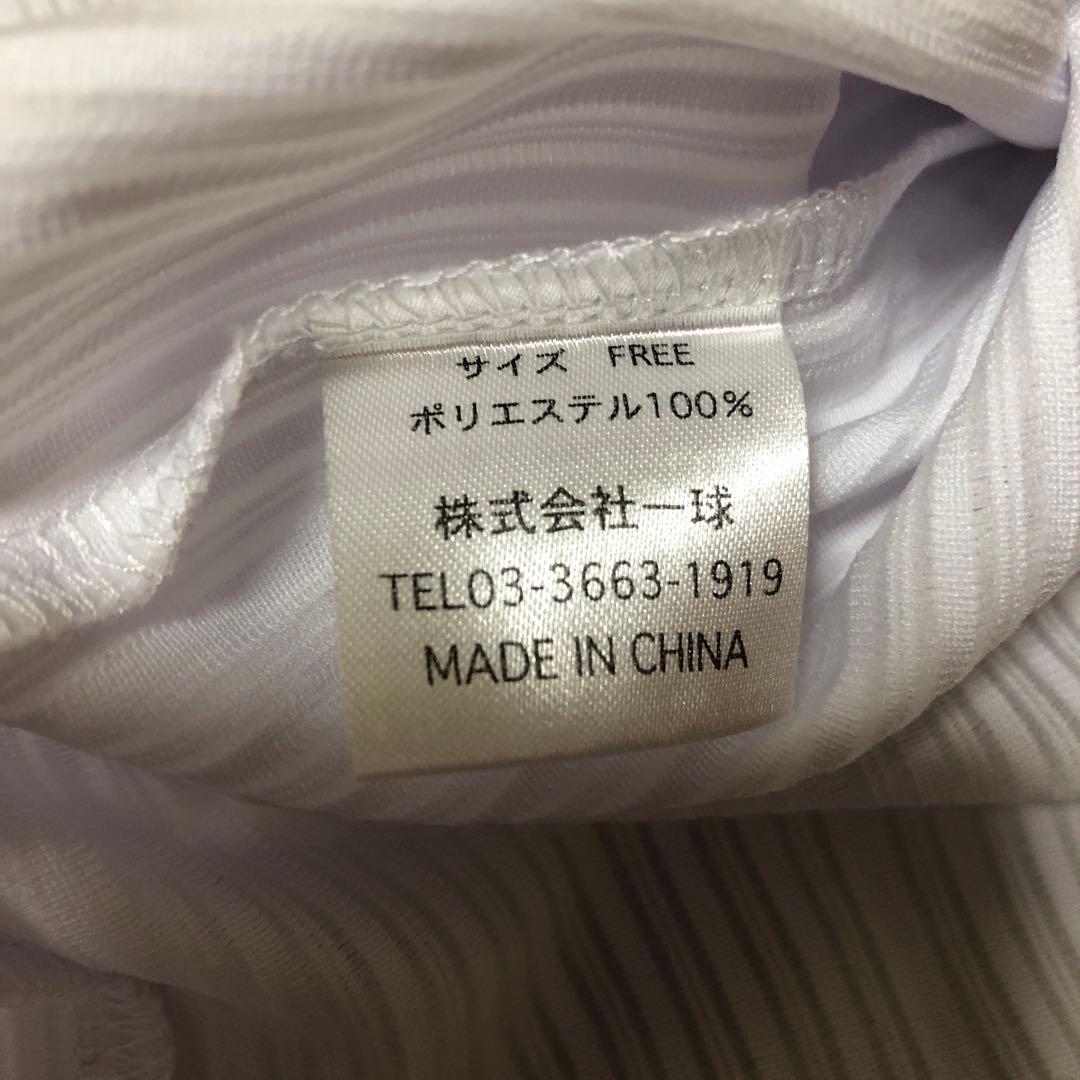 サイズ　FREE
ポリエステル100%
株式会社一球
TEL03-3663-1919
MADE IN CHINA